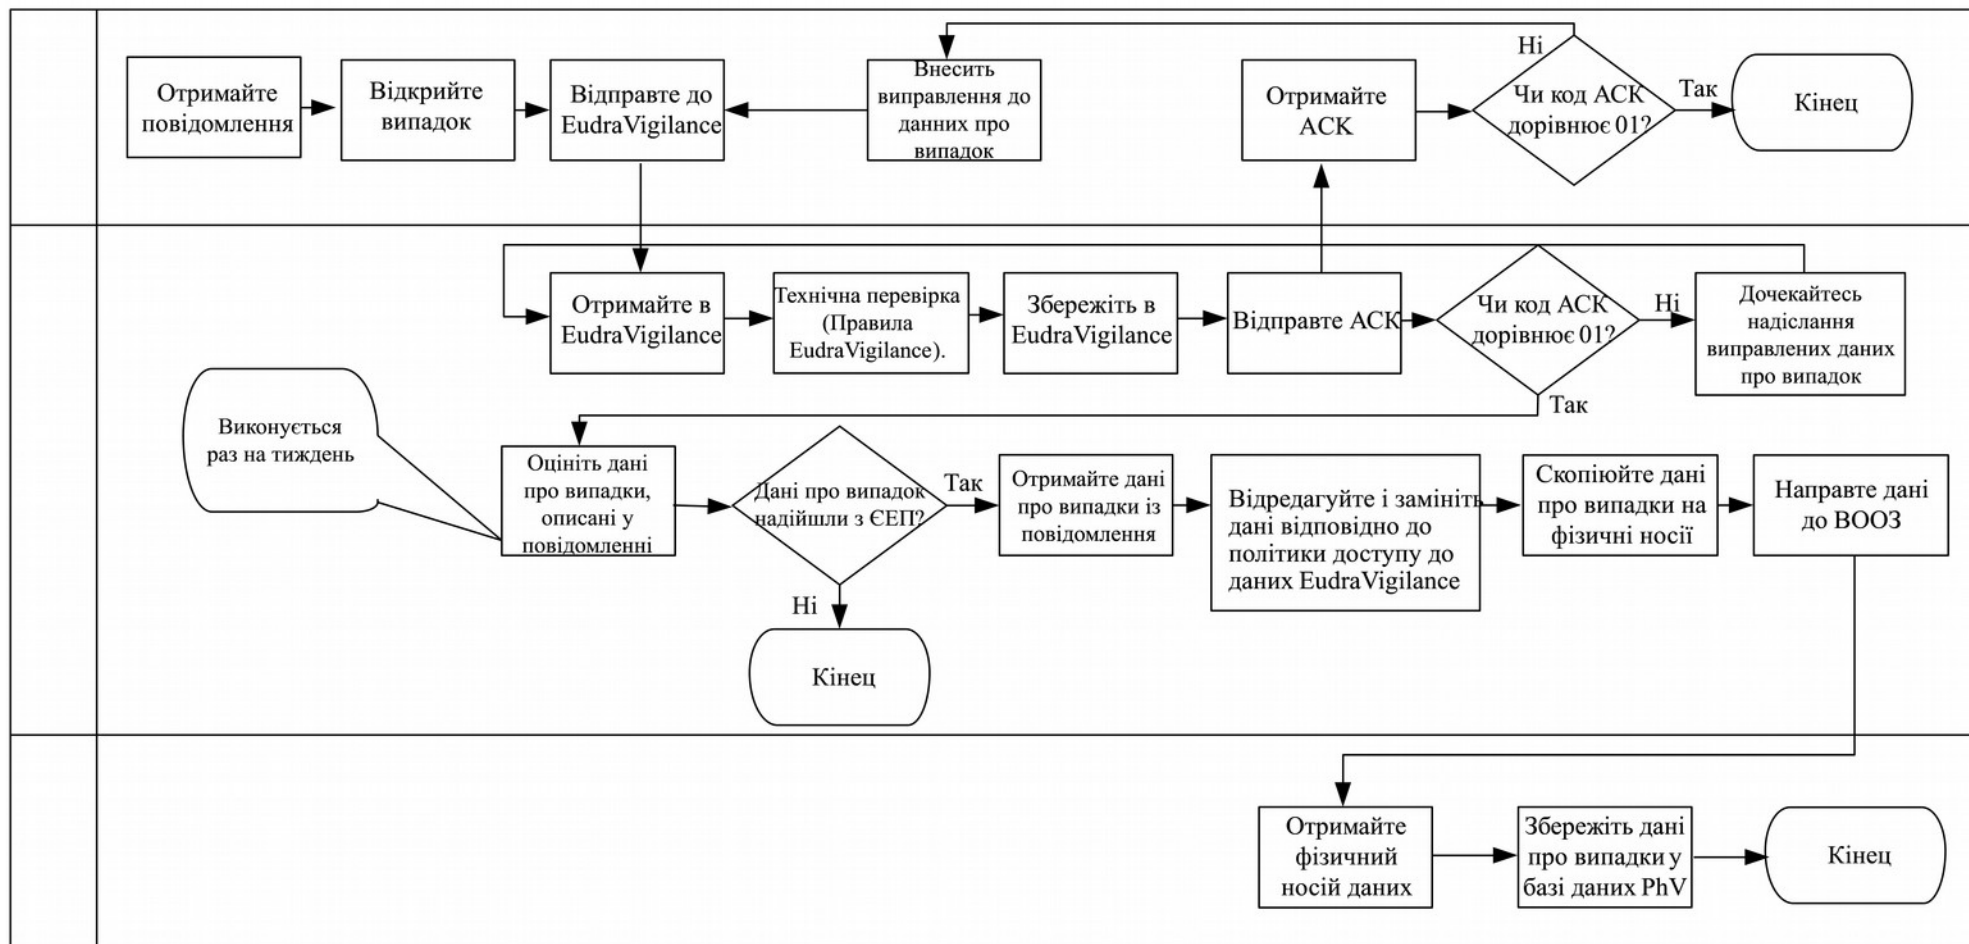 Отримайте
повідомлення
Відкрийте
випадок
Відправте до
EudraVigilance
Внесить
виправлення до
данних про
випадок
Отримайте
АСК
Ні
Чи код АСК
дорівнює 01?
Так
Кінец
Отримайте в
EudraVigilance
Технічна перевірка
(Правила
EudraVigilance).
Збережіть в
EudraVigilance
Відправте АСК
Чи код АСК
дорівнює 01?
Ні
Так
Дочекайтесь
надіслання
виправлених даних
про випадок
Виконується
раз на тиждень
Оцініть дані
про випадки,
описані у
повідомленні
Дані про випадок
надійшли з ЄЕП?
Так
Ні
Кінец
Отримайте дані
про випадки із
повідомлення
Відредагуйте і замініть
дані відповідно до
політики доступу до
даних EudraVigilance
Скопіюйте дані
про випадки на
фізичні носії
Направте дані
до ВООЗ
Отримайте
фізичний
носій даних
Збережіть дані
про випадки у
базі даних PhV
Кінец